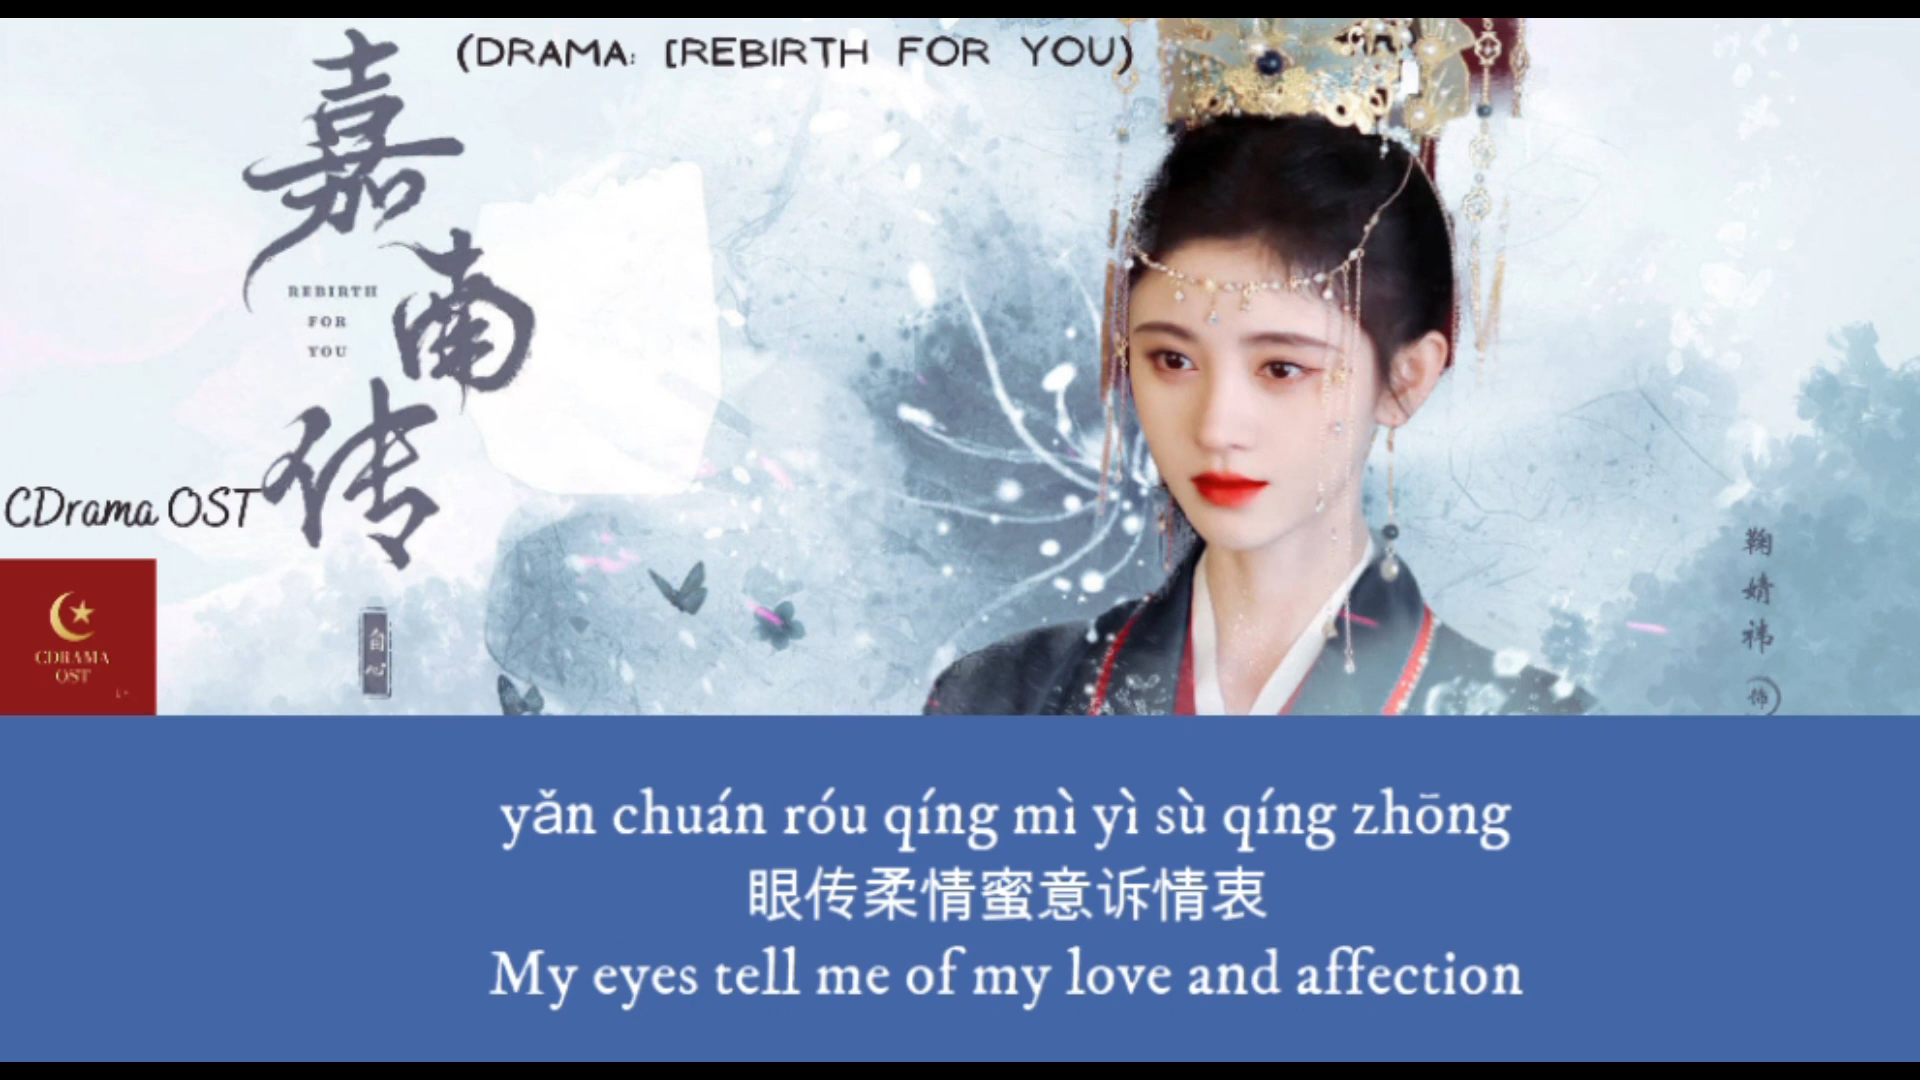 (DRAMA: [REBIRTH FOR YOU)
嘉
南
传
REBIRTH
FOR
YOU
CDrama OST
CDRAMA
OST
鞠
婧
祎
饰
yǎn chuán róu qíng mì yì sù qíng zhōng
眼传柔情蜜意诉情衷
My eyes tell me of my love and affection